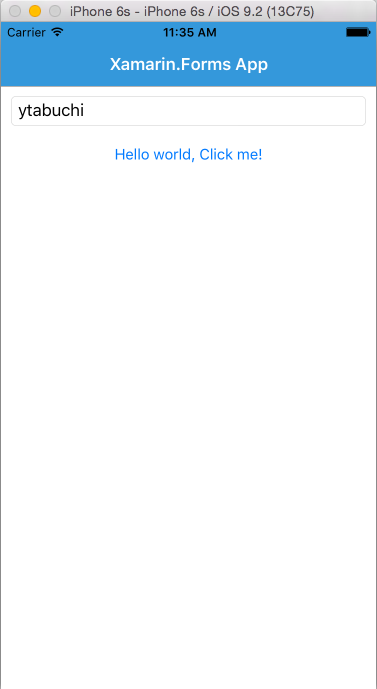 iPhone 6s - iPhone 6s / iOS 9.2 (13C75)
Carrier 11:35 AM
Xamarin.Forms App
ytabuchi
Hello world, Click me!